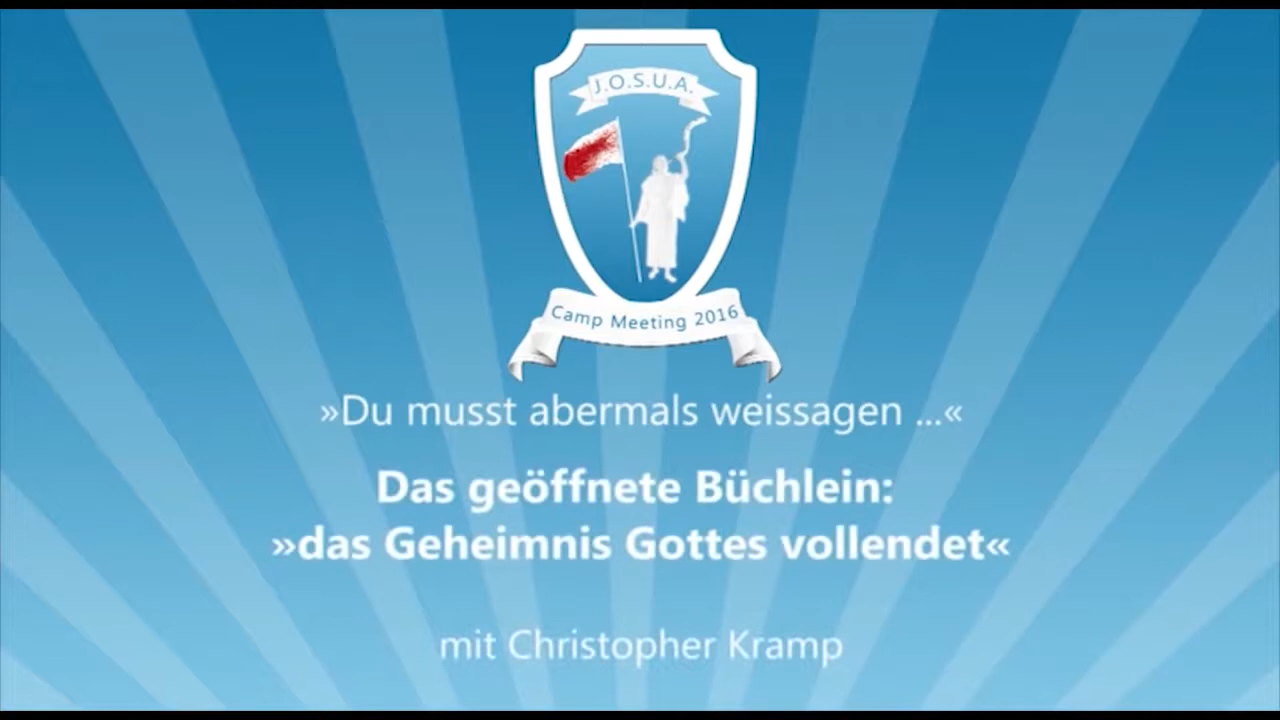 J.O.S.U.A.
Camp Meeting 2016
»Du musst abermals weissagen ...«
Das geöffnete Büchlein:
»das Geheimnis Gottes vollendet«
mit Christopher Kramp